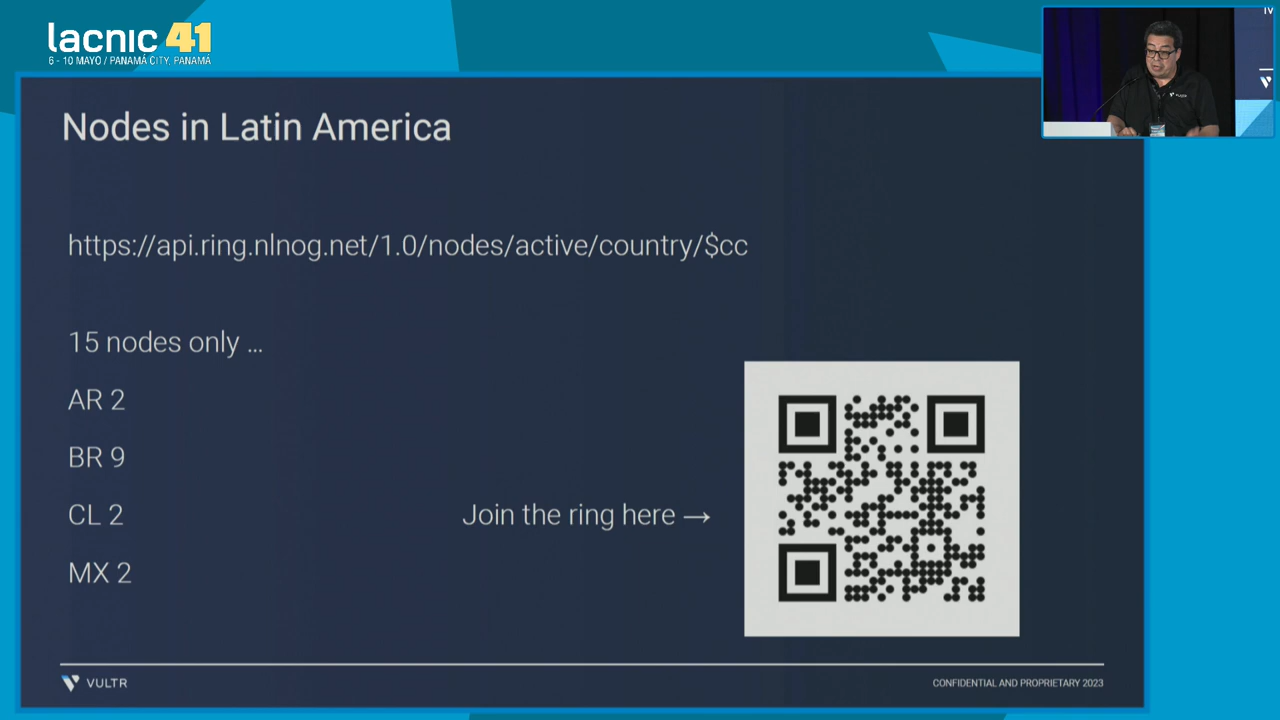 lacnic 41
6 - 10 MAYO / PANAMÁ CITY, PANAMÁ
Nodes in Latin America
https://api.ring.nlnog.net/1.0/nodes/active/country/$cc
15 nodes only ...
AR 2
BR 9
CL 2
MX 2
Join the ring here →
VULTR
CONFIDENTIAL AND PROPRIETARY 2023
VULTR